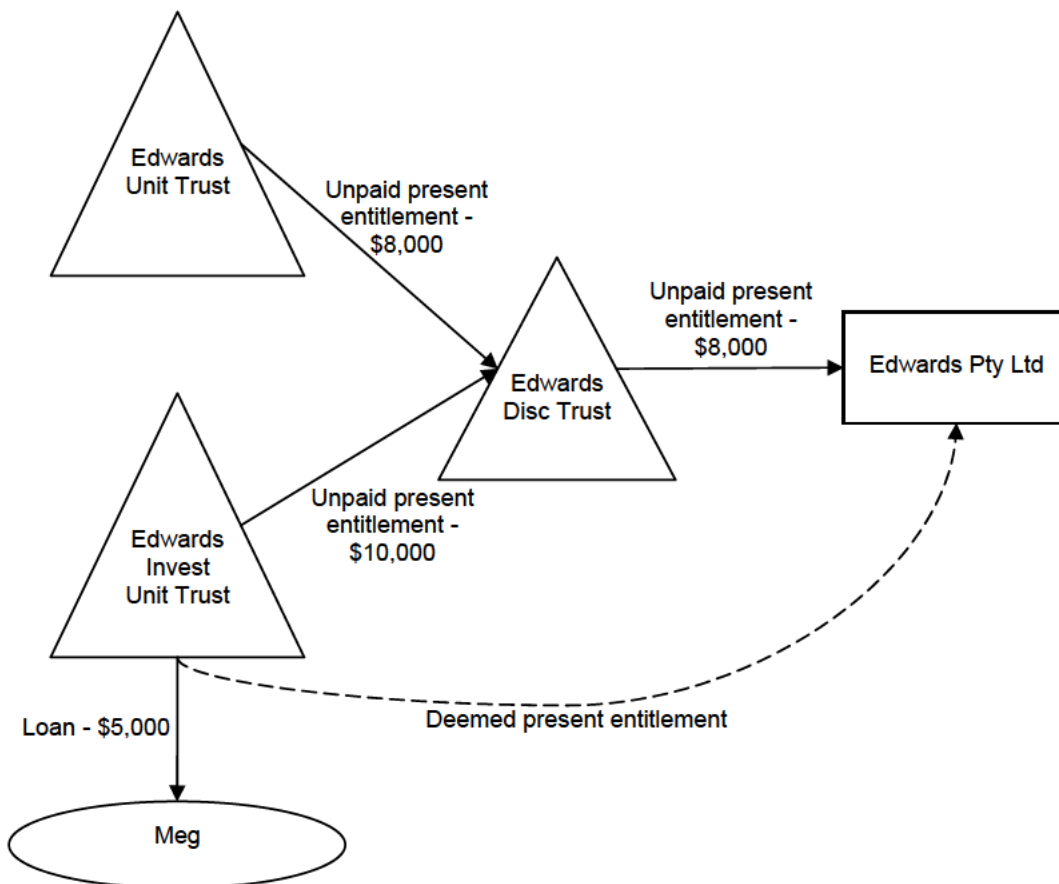 Edwards
Unit Trust
Unpaid present
entitlement -
$8,000
Unpaid present
entitlement -
$8,000
Edwards Pty Ltd
Edwards
Disc Trust
Unpaid present
entitlement -
$10,000
Edwards
Invest
Unit Trust
Loan - $5,000
Deemed present entitlement
Meg